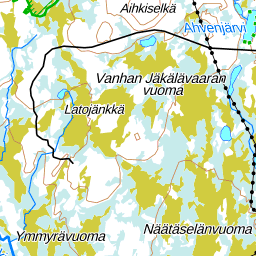 Aihkiselkä
Ahvenjärvi
Vanhan Jäkälävaaran
vuoma
Latojänkkä
Ymmyrävuoma
Näätäselänvuoma